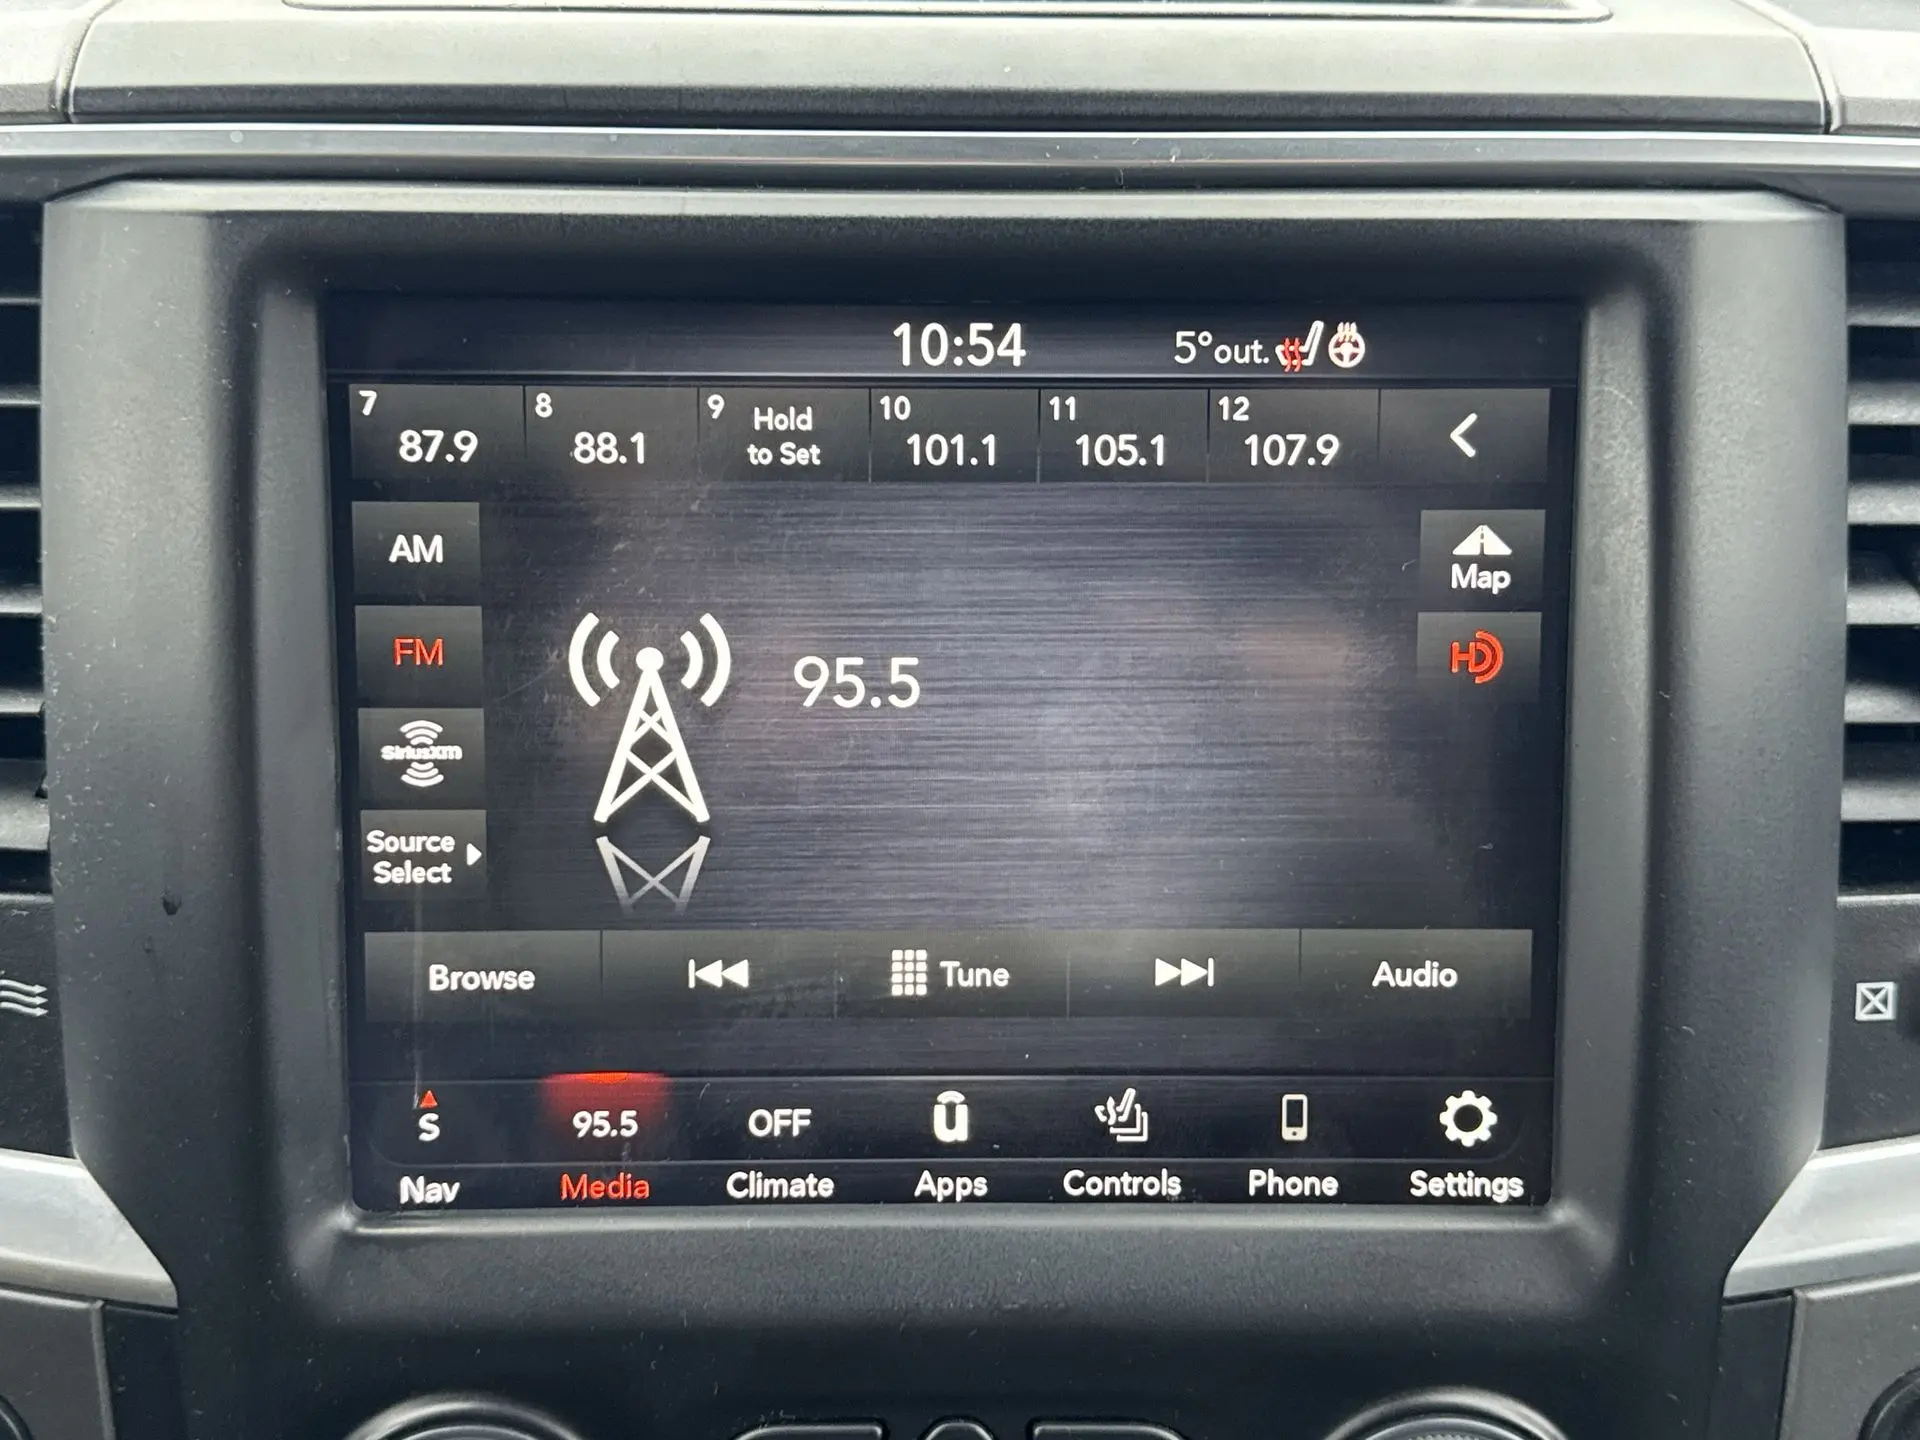 10:54
5°out.
7 8 9 Hold 10 11 12
87.9 88.1 to Set 101.1 105.1 107.9
AM
Map
FM
HD
95.5
SiriusXm
Source
Select
Browse Tune Audio
S 95.5 OFF u
Nav Media Climate Apps Controls Phone Settings